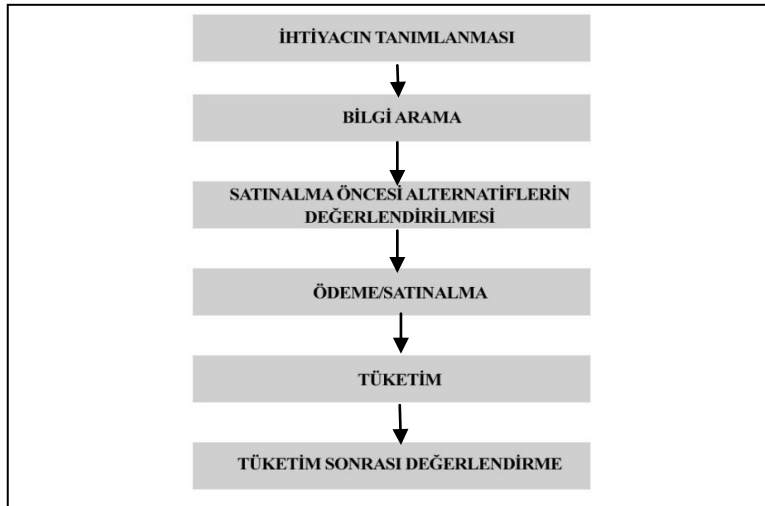 İHTİYACIN TANIMLANMASI
BİLGİ ARAMA
SATINALMA ÖNCESİ ALTERNATİFLERİN
DEĞERLENDİRİLMESİ
ÖDEME/SATINALMA
TÜKETİM
TÜKETİM SONRASI DEĞERLENDİRME